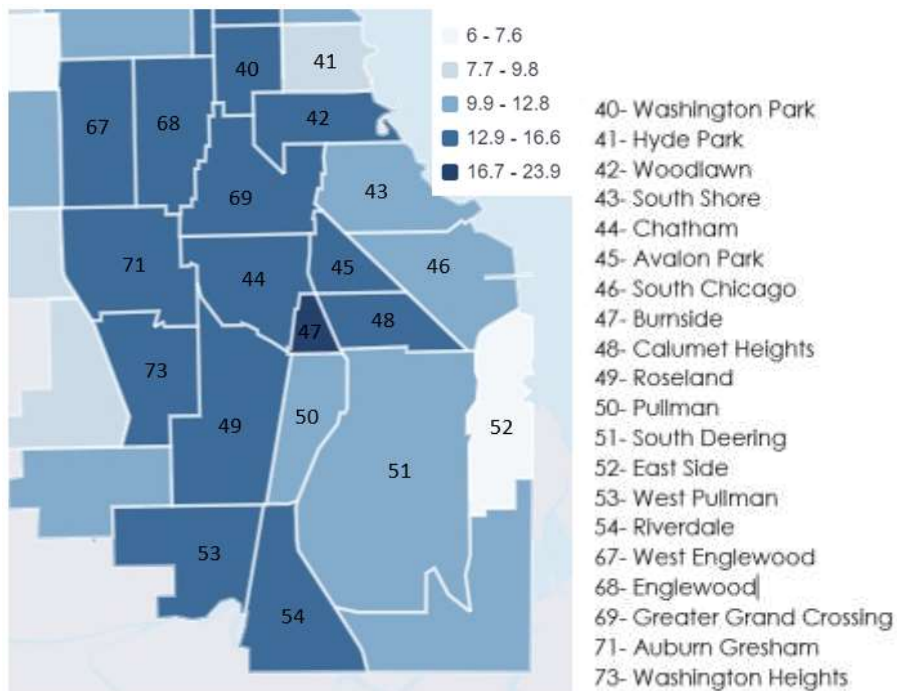 6 - 7.6
7.7 - 9.8
9.9 - 12.8
12.9 - 16.6
16.7 - 23.9
40
41
67
68
42
69
43
71
44
45
46
47
48
73
49
50
52
51
53
54
40- Washington Park
41- Hyde Park
42- Woodlawn
43- South Shore
44- Chatham
45- Avalon Park
46- South Chicago
47- Burnside
48- Calumet Heights
49- Roseland
50- Pullman
51- South Deering
52- East Side
53- West Pullman
54- Riverdale
67- West Englewood
68- Englewood
69- Greater Grand Crossing
71- Auburn Gresham
73- Washington Heights